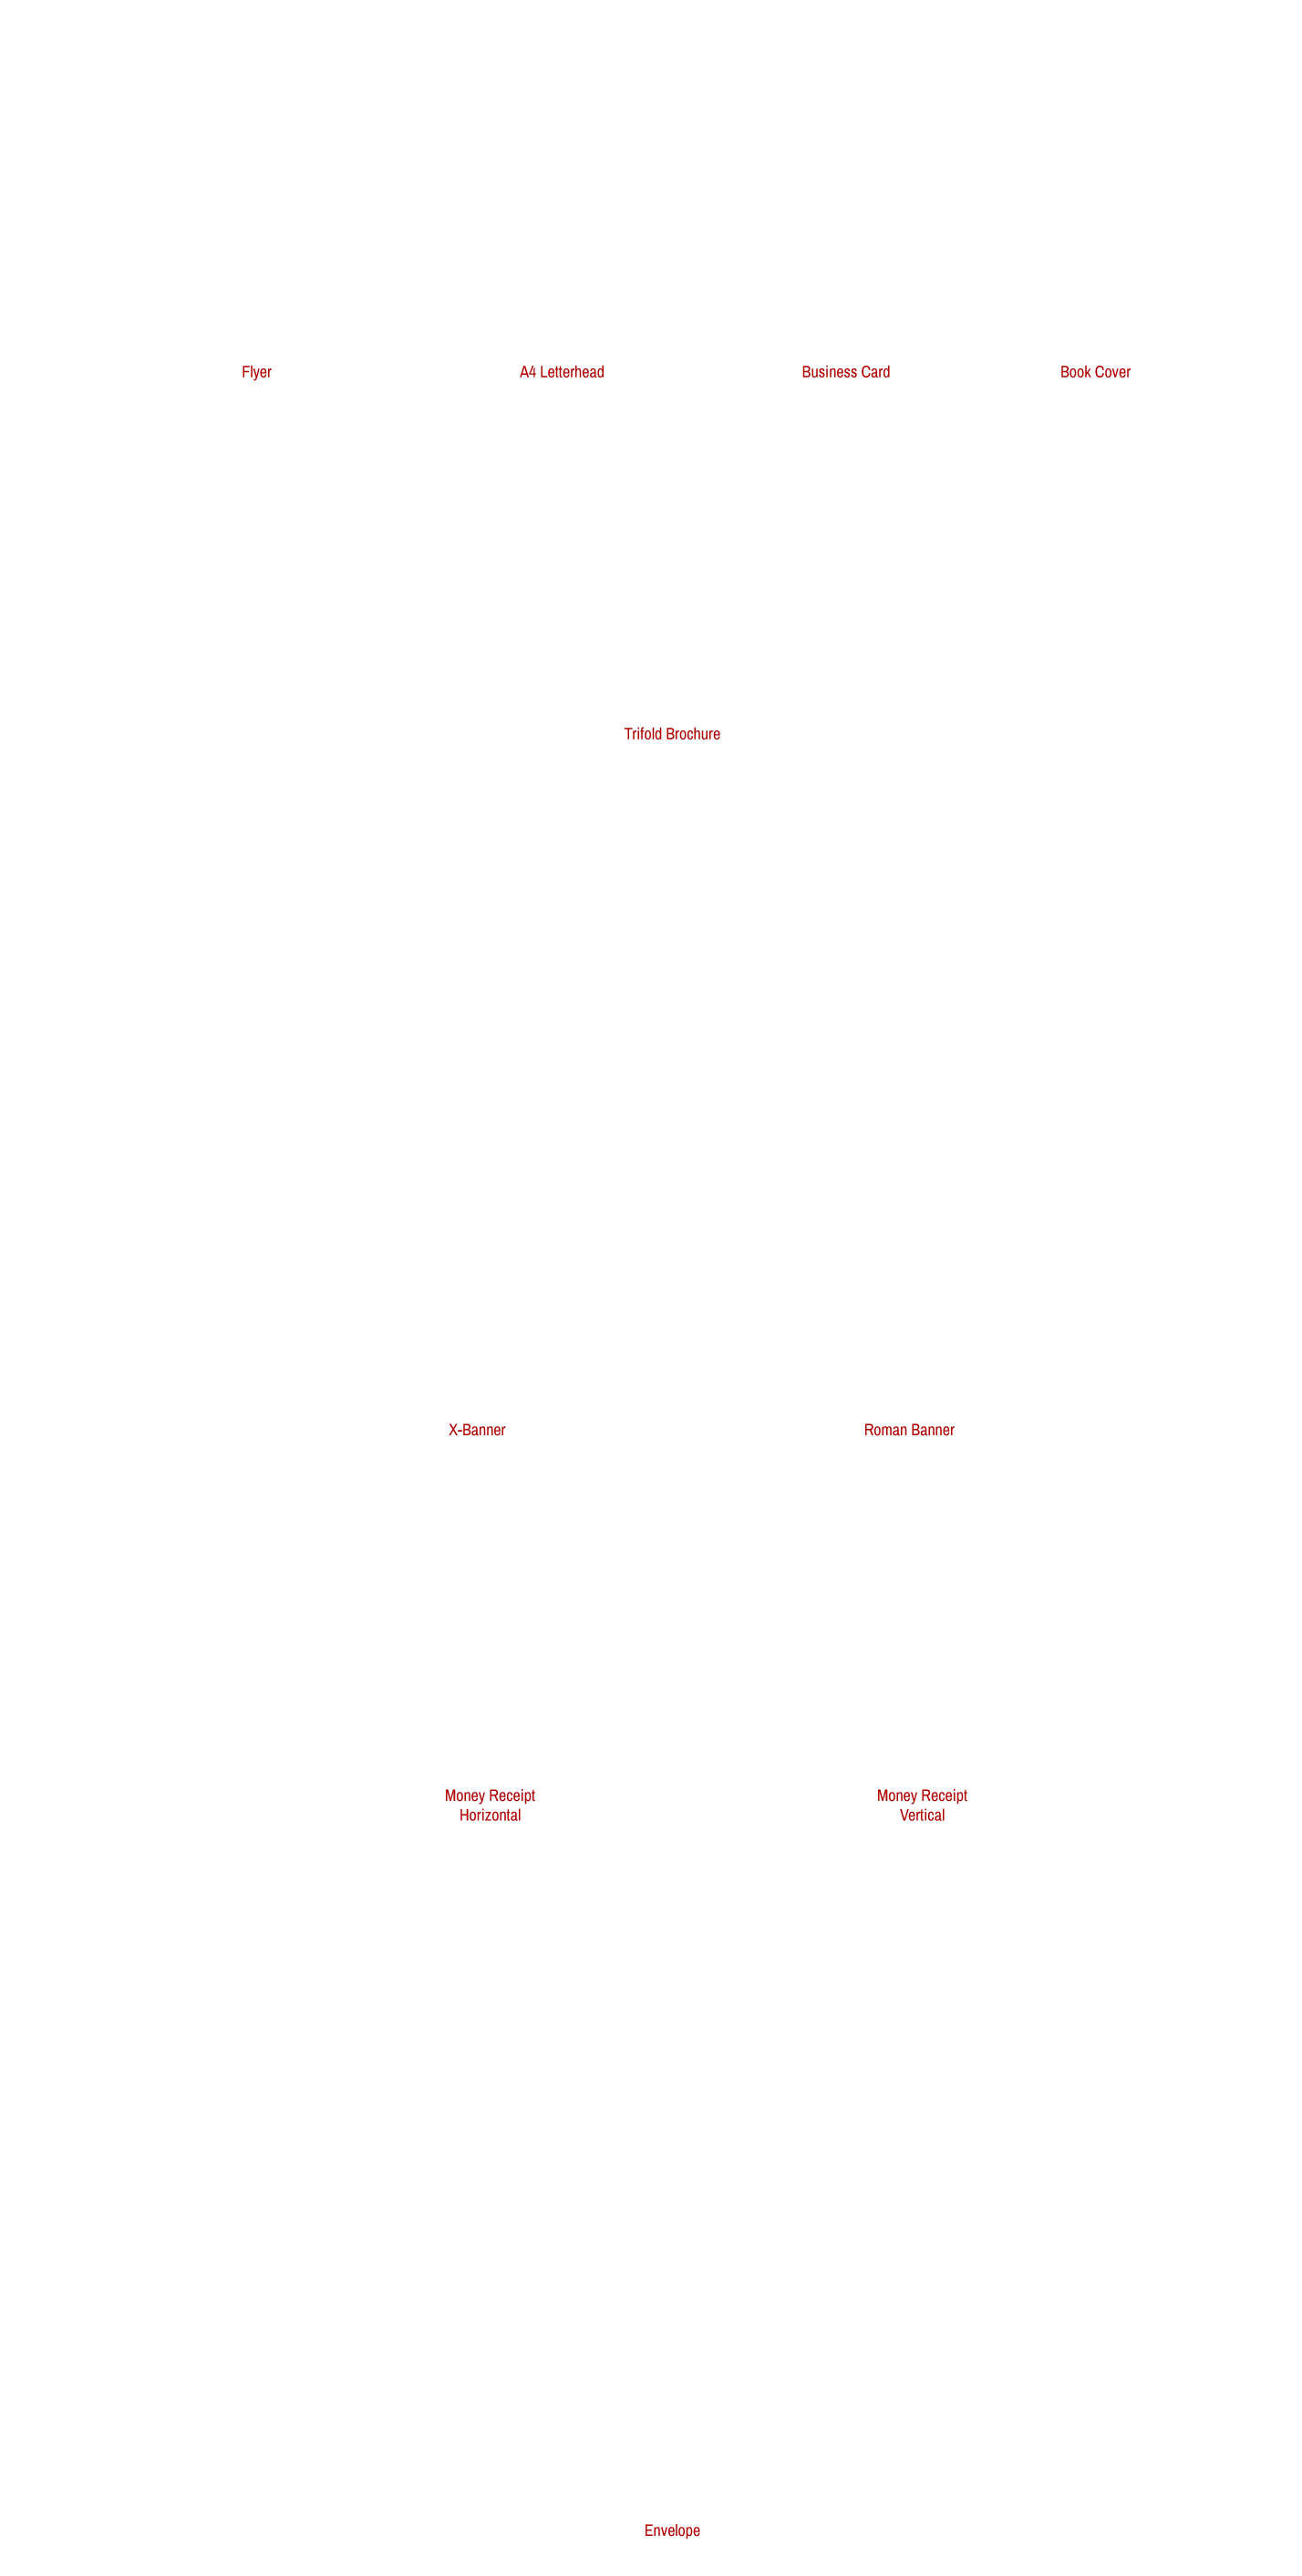 Flyer
A4 Letterhead
Business Card
Book Cover
Trifold Brochure
X-Banner
Roman Banner
Money Receipt
Horizontal
Money Receipt
Vertical
Envelope